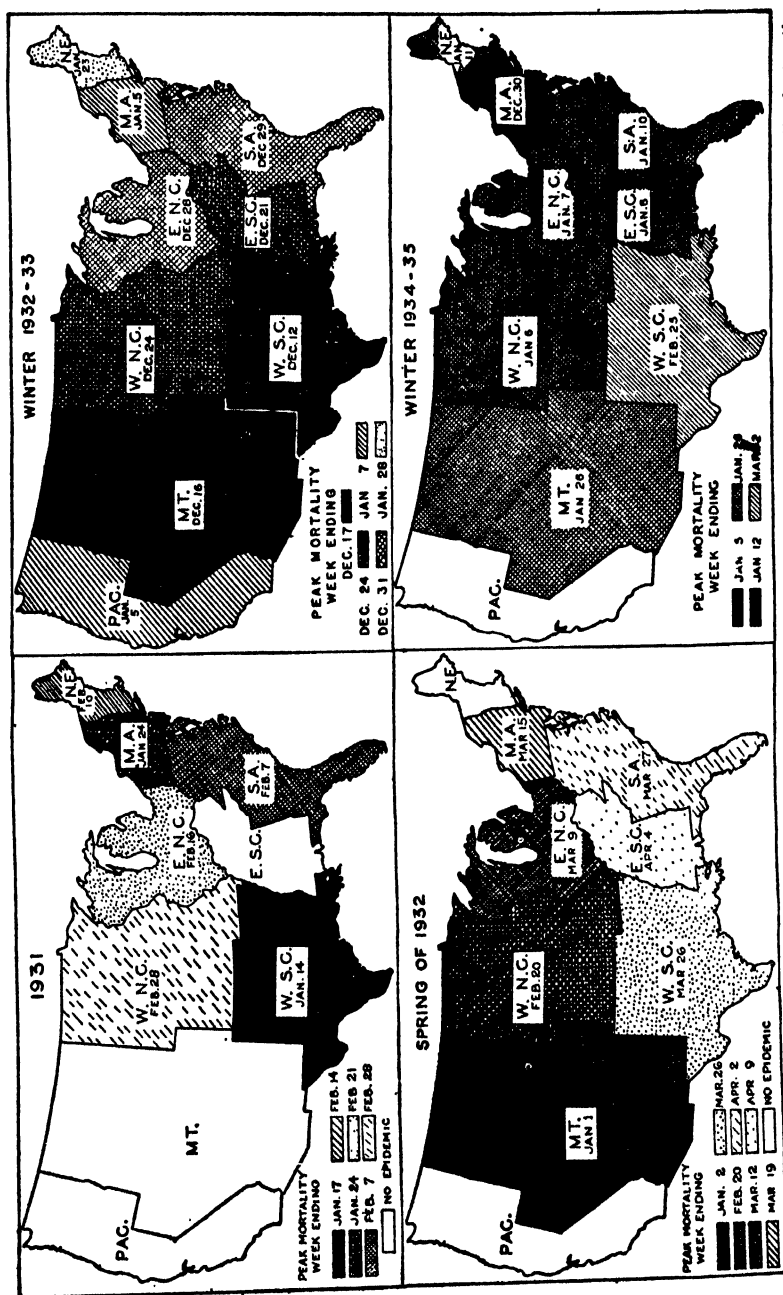 1931
PAC.
MT.
W. N.C.
FEB.28
W. S.C.
JAN. 14
E. N.C.
FEB. 16
E.S.C.
M.A.
JAN 24
S.A.
FEB. 7
N.E.
FEB. 10
PEAK MORTALITY
WEEK ENDING
JAN. 17
JAN. 24
FEB. 7
FEB. 14
FEB. 21
FEB. 28
NO EPIDEMIC
WINTER 1932-33
PAC.
JAN.
5
MT.
DEC. 16
W. N.C.
DEC. 24
W. S.C.
DEC. 12
E. N.C.
DEC. 28
E.S.C.
DEC.21
M.A.
JAN. 5
S.A.
DEC 29
N.E.
JAN
23
PEAK MORTALITY
WEEK ENDING
DEC. 17
DEC. 24
DEC. 31
JAN 7
JAN. 28
SPRING OF 1932
PAC.
MT.
JAN 1
W. N.C.
FEB. 20
W. S.C.
MAR 26
E. N.C.
MAR 9
E.S.C.
APR. 4
M.A.
MAR 15
S.A.
MAR 27
N.E.
PEAK MORTALITY
WEEK ENDING
JAN. 2
FEB. 20
MAR. 12
MAR 19
MAR. 26
APR. 2
APR. 9
NO EPIDEMIC
WINTER 1934-35
PAC.
MT.
JAN 26
W. N.C.
JAN 6
W. S.C.
FEB. 25
E. N.C.
JAN. 7
E.S.C.
M.A.
DEC. 30
S.A.
JAN. 10
N.E.
JAN
11
PEAK MORTALITY
WEEK ENDING
JAN 5
JAN 12
JAN. 26
MAR. 2